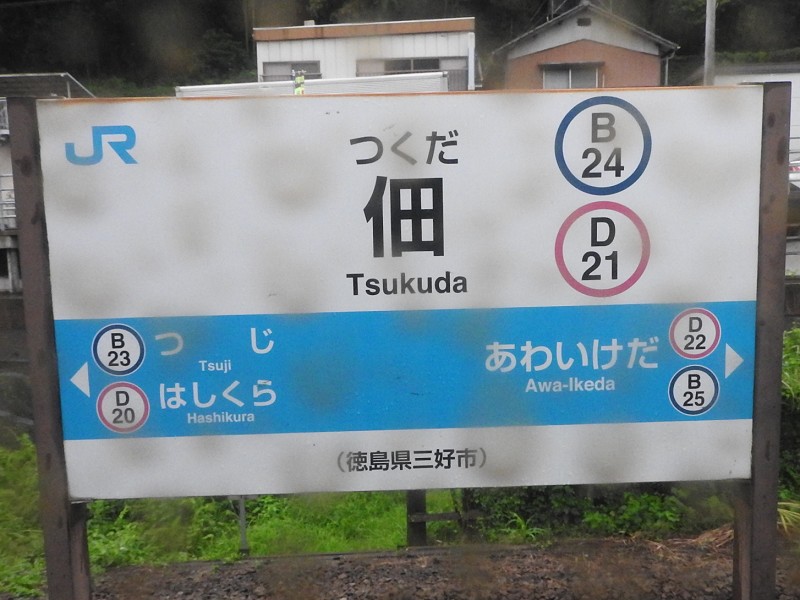 JR
つくだ
佃
Tsukuda
B
24
D
21
B
23
つじ
Tsuji
D
20
はしくら
Hashikura
あわいけだ
Awa-Ikeda
D
22
B
25
(徳島県三好市)